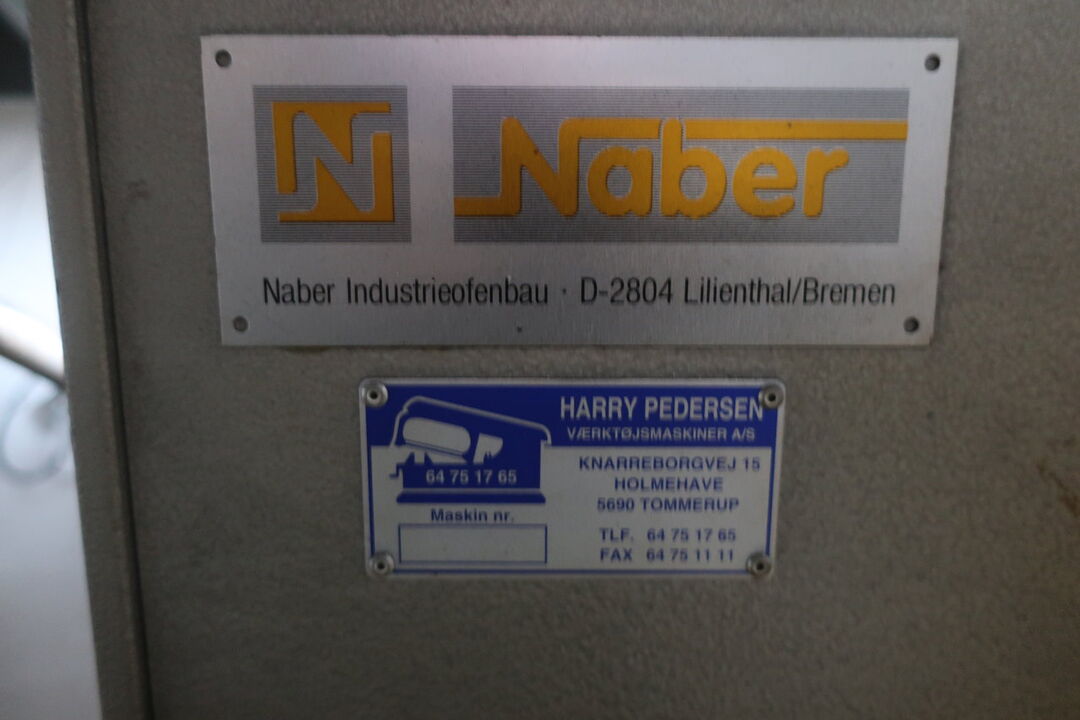 N
Naber
Naber Industrieofenbau · D-2804 Lilienthal/Bremen
HARRY PEDERSEN
VÆRKTØJSMASKINER A/S
64 75 17 65
KNARREBORGVEJ 15
HOLMEHAVE
5690 TOMMERUP
Maskin nr.
TLF. 64 75 17 65
FAX 64 75 11 11